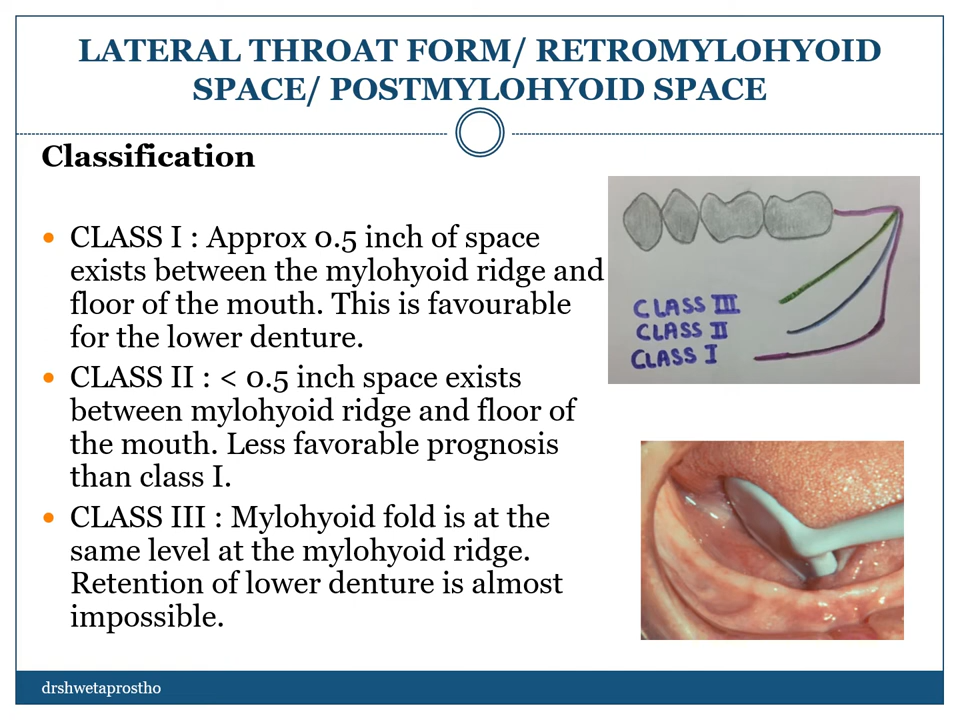 LATERAL THROAT FORM/ RETROMYLOHYOID
SPACE/ POSTMYLOHYOID SPACE
Classification
• CLASS I : Approx 0.5 inch of space
exists between the mylohyoid ridge and
floor of the mouth. This is favourable
for the lower denture.
• CLASS II : < 0.5 inch space exists
between mylohyoid ridge and floor of
the mouth. Less favorable prognosis
than class I.
• CLASS III : Mylohyoid fold is at the
same level at the mylohyoid ridge.
Retention of lower denture is almost
impossible.
CLASS III
CLASS II
CLASS I
drshwetaprostho